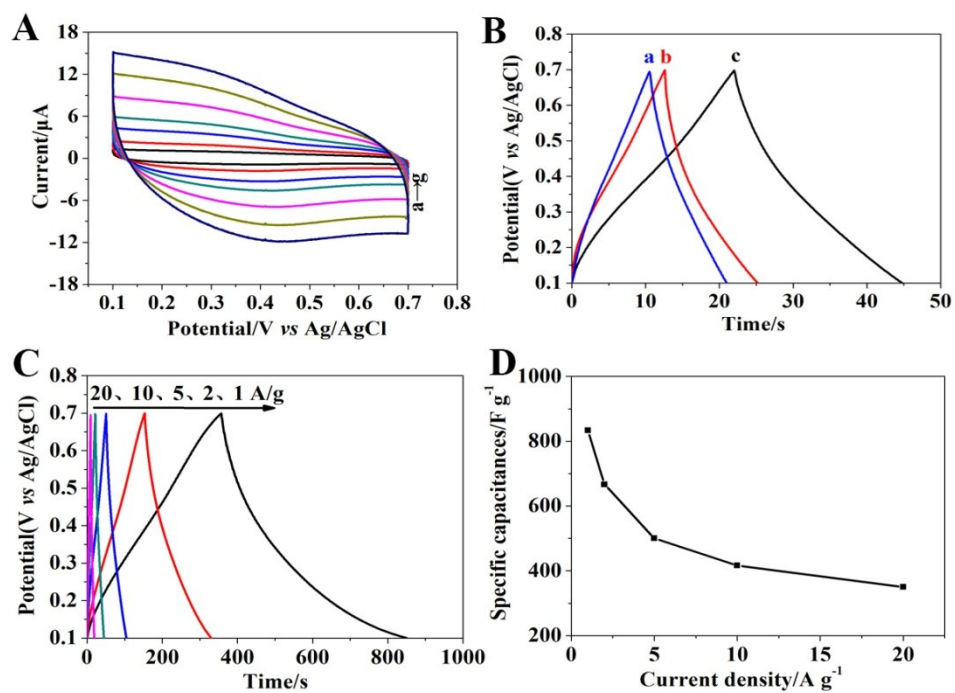 A
Current/µA
18
12
6
0
-6
-12
18
0.1 0.2 0.3 0.4 0.5 0.6 0.7 0.8
Potential/V vs Ag/AgCl
a→g
B
Potential(V vs Ag/AgCl)
0.8
0.7
0.6
0.5
0.4
0.3
0.2
0.1
a b c
0 10 20 30 40 50
Time/s
C
Potential(V vs Ag/AgCl)
0.8
0.7
0.6
0.5
0.4
0.3
0.2
0.1
20、10、5、2、1 A/g
0 200 400 600 800 1000
Time/s
D
Specific capacitances/F g⁻¹
1000
800
600
400
200
0 5 10 15 20
Current density/A g⁻¹